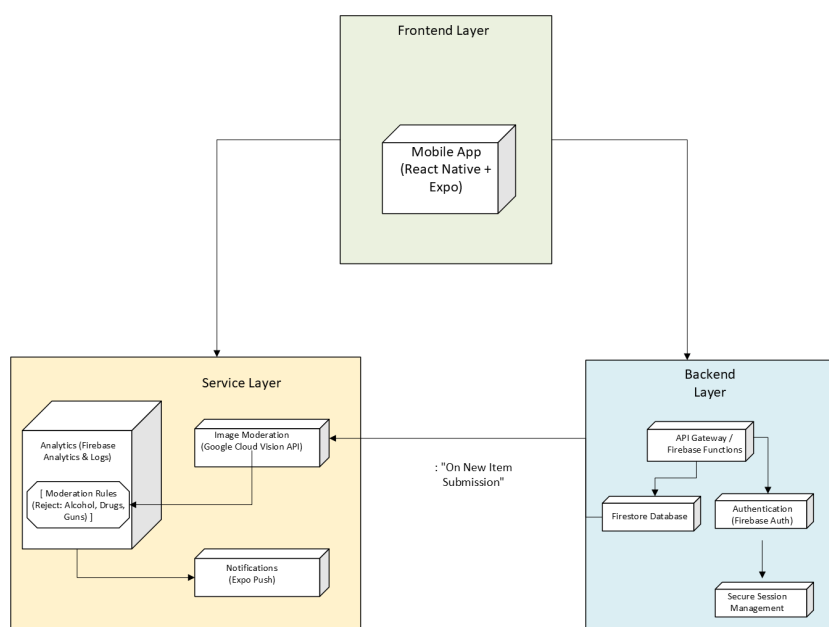 Frontend Layer
Mobile App
(React Native +
Expo)
Service Layer
Analytics (Firebase
Analytics & Logs)
[ Moderation Rules
(Reject: Alcohol, Drugs,
Guns) ]
Image Moderation
(Google Cloud Vision API)
Notifications
(Expo Push)
: "On New Item
Submission"
Backend
Layer
API Gateway /
Firebase Functions
Firestore Database
Authentication
(Firebase Auth)
Secure Session
Management